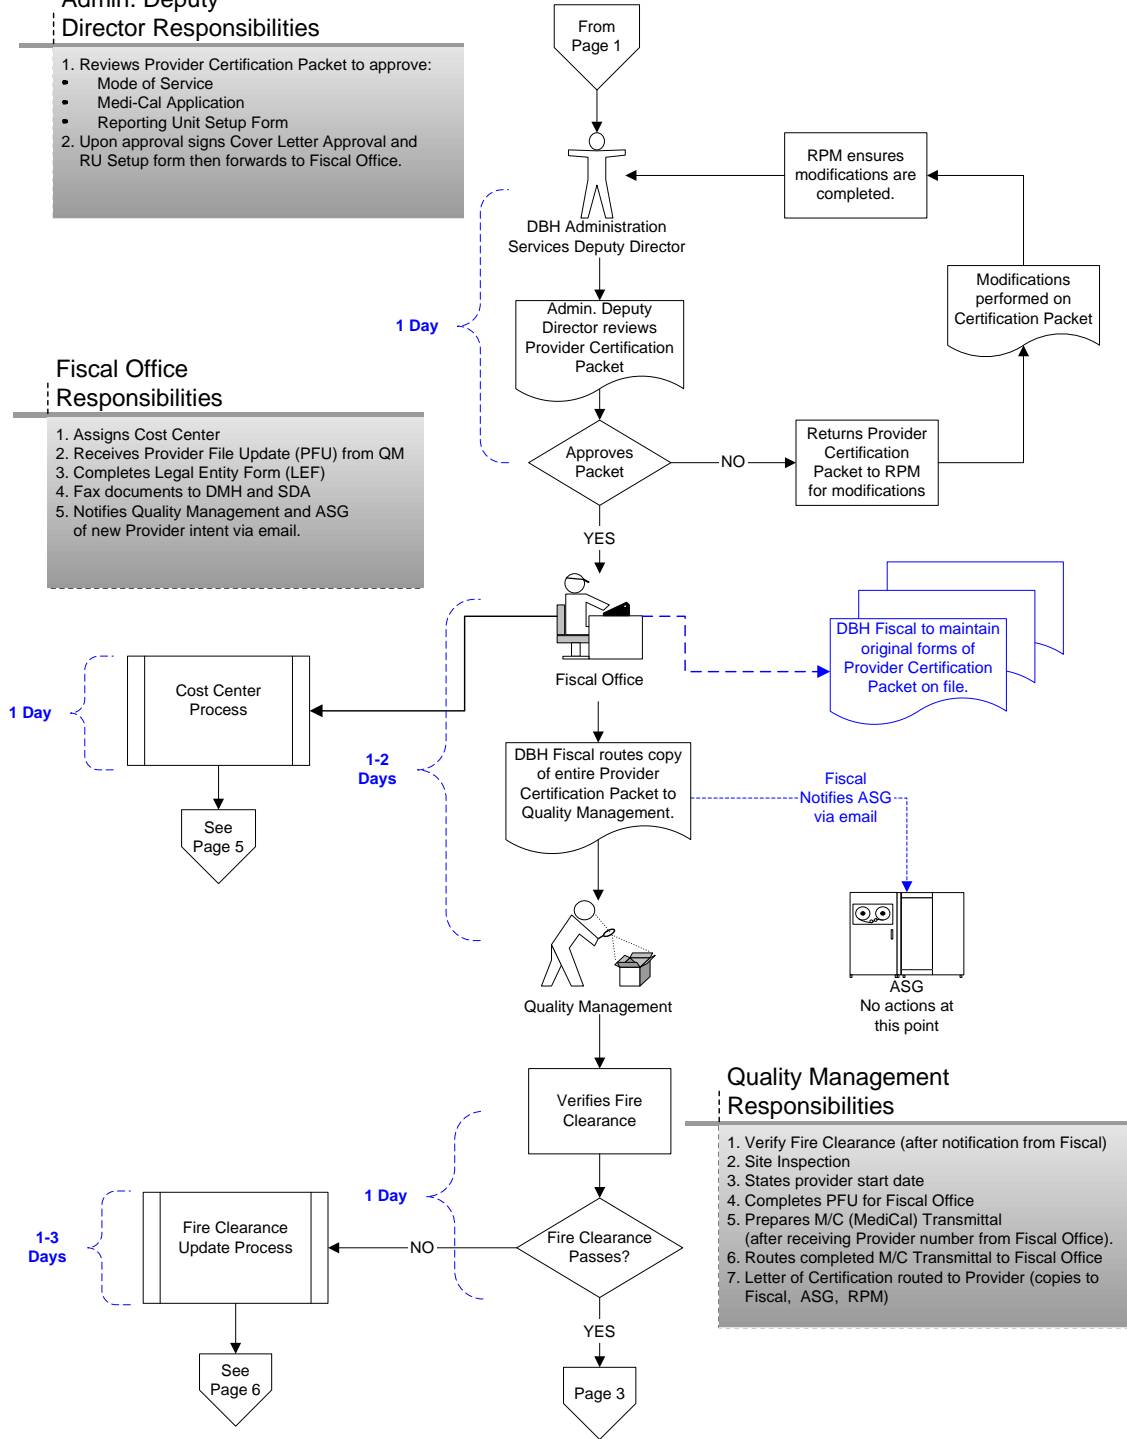 Admin. Deputy
Director Responsibilities
1. Reviews Provider Certification Packet to approve:
• Mode of Service
• Medi-Cal Application
• Reporting Unit Setup Form
2. Upon approval signs Cover Letter Approval and
RU Setup form then forwards to Fiscal Office.
From
Page 1
RPM ensures
modifications are
completed.
DBH Administration
Services Deputy Director
Modifications
performed on
Certification Packet
1 Day
Admin. Deputy
Director reviews
Provider Certification
Packet
Fiscal Office
Responsibilities
1. Assigns Cost Center
2. Receives Provider File Update (PFU) from QM
3. Completes Legal Entity Form (LEF)
4. Fax documents to DMH and SDA
5. Notifies Quality Management and ASG
of new Provider intent via email.
Approves
Packet
NO
Returns Provider
Certification
Packet to RPM
for modifications
YES
Fiscal Office
DBH Fiscal to maintain
original forms of
Provider Certification
Packet on file.
1 Day
Cost Center
Process
See
Page 5
1-2
Days
DBH Fiscal routes copy
of entire Provider
Certification Packet to
Quality Management.
Fiscal
Notifies ASG
via email
ASG
No actions at
this point
Quality Management
Verifies Fire
Clearance
Quality Management
Responsibilities
1. Verify Fire Clearance (after notification from Fiscal)
2. Site Inspection
3. States provider start date
4. Completes PFU for Fiscal Office
5. Prepares M/C (MediCal) Transmittal
(after receiving Provider number from Fiscal Office).
6. Routes completed M/C Transmittal to Fiscal Office
7. Letter of Certification routed to Provider (copies to
Fiscal, ASG, RPM)
1 Day
Fire Clearance
Passes?
NO
1-3
Days
Fire Clearance
Update Process
See
Page 6
YES
Page 3